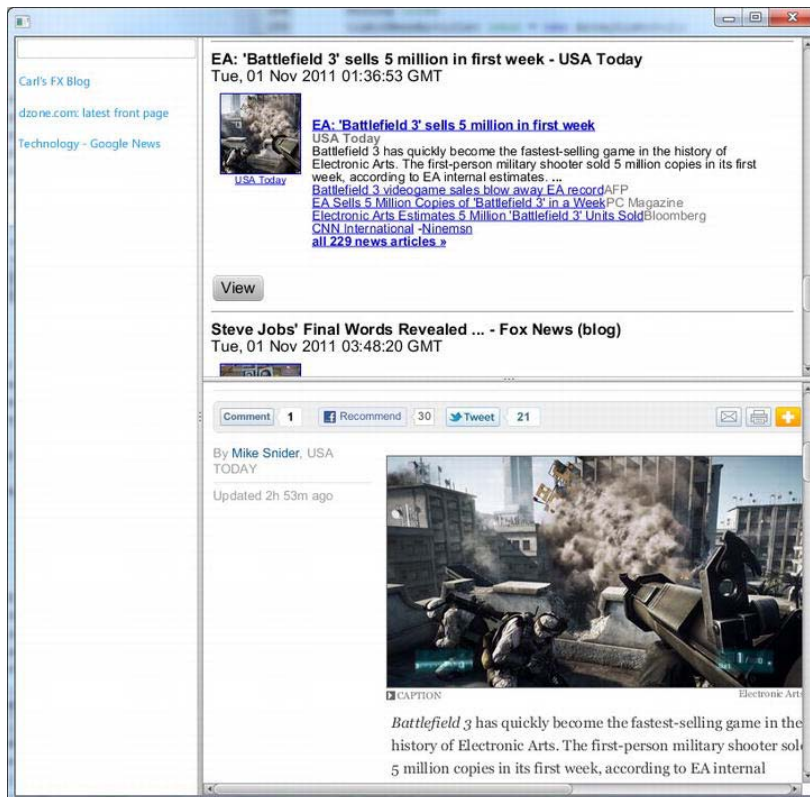 Carl's FX Blog
dzone.com: latest front page
Technology - Google News
EA: 'Battlefield 3' sells 5 million in first week - USA Today
Tue, 01 Nov 2011 01:36:53 GMT
USA Today
EA: 'Battlefield 3' sells 5 million in first week
USA Today
Battlefield 3 has quickly become the fastest-selling game in the history of
Electronic Arts. The first-person military shooter sold 5 million copies in its first
week, according to EA internal estimates. ...
Battlefield 3 videogame sales blow away EA recordAFP
EA Sells 5 Million Copies of 'Battlefield 3' in a WeekPC Magazine
Electronic Arts Estimates 5 Million 'Battlefield 3' Units SoldBloomberg
CNN International -Ninemsn
all 229 news articles »
View
Steve Jobs' Final Words Revealed ... - Fox News (blog)
Tue, 01 Nov 2011 03:48:20 GMT
Comment 1 Recommend 30 Tweet 21
By Mike Snider, USA
TODAY
Updated 2h 53m ago
CAPTION
Electronic Arts
Battlefield 3 has quickly become the fastest-selling game in the
history of Electronic Arts. The first-person military shooter sol
5 million copies in its first week, according to EA internal